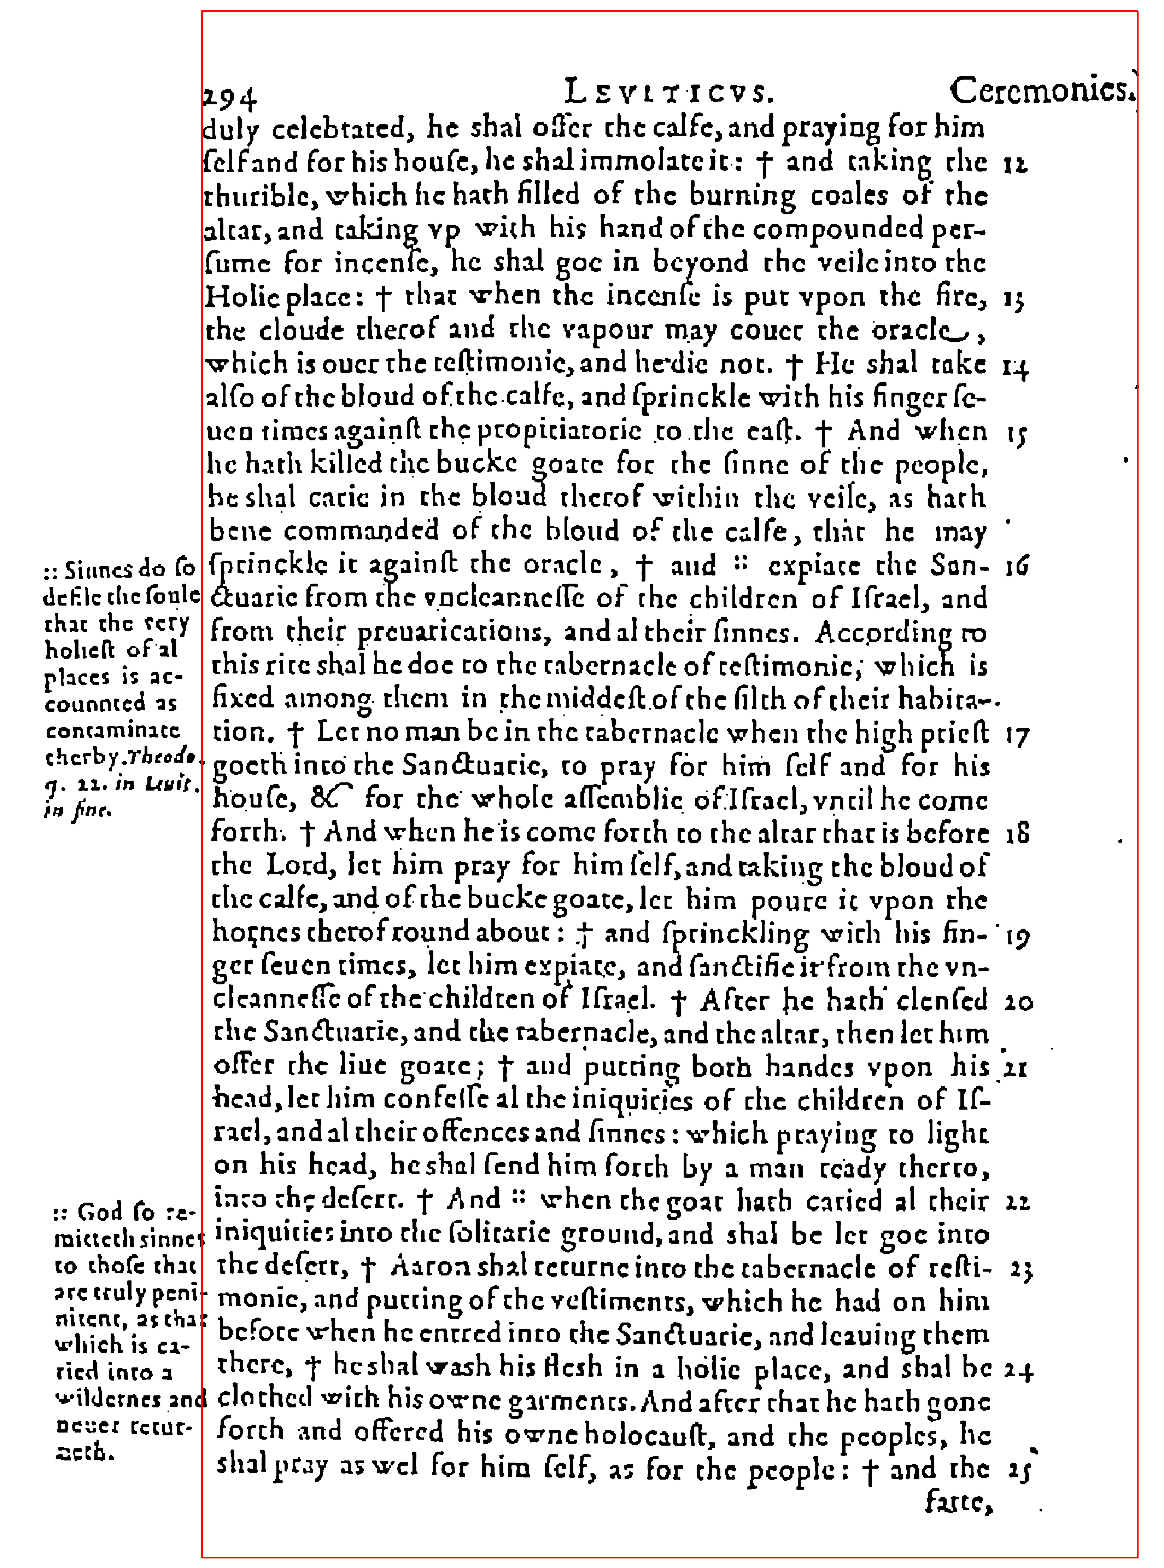 294 LEVITICVS. Ceremonies.
duly celebrated, he shal offer the calfe, and praying for him
ſelf and for his houſe, he shal immolate it: † and taking the 12
thurible, which he hath filled of the burning coales of the
altar, and taking vp with his hand of the compounded per-
fume for incenſe, he shal goe in beyond the veile into the
Holie place: † that when the incenſe is put vpon the fire, 13
the cloude therof and the vapour may couer the oracle,
which is ouer the teſtimonie, and he die not. † He shal take 14
alſo of the bloud of the calfe, and ſprinckle with his finger ſe-
uen times againſt the propitiatorie to the eaſt. † And when 15
he hath killed the bucke goate for the ſinne of the people,
he shal carie in the bloud therof within the veile, as hath
bene commanded of the bloud of the calfe, that he may
ſprinckle it againſt the oracle, † and :: expiate the San- 16
ctuarie from the vncleanneſſe of the children of Iſrael, and
from their preuarications, and al their ſinnes. According to
this rite shal he doe to the tabernacle of teſtimonie, which is
fixed among them in the middeſt of the filth of their habita-
tion. † Let no man be in the tabernacle when the high prieſt 17
goeth into the Sanctuarie, to pray for him ſelf and for his
houſe, & for the whole aſſemblie of Iſrael, vntil he come
forth. † And when he is come forth to the altar that is before 18
the Lord, let him pray for him ſelf, and taking the bloud of
the calfe, and of the bucke goate, let him poure it vpon the
hornes therof round about: † and ſprinckling with his fin- 19
ger ſeuen times, let him expiate, and ſanctifie it from the vn-
cleanneſſe of the children of Iſrael. † After he hath clenſed 20
the Sanctuarie, and the tabernacle, and the altar, then let him
offer the liue goate; † and putting both handes vpon his 21
head, let him confeſſe al the iniquities of the children of Iſ-
rael, and al their offences and ſinnes: which praying to light
on his head, he shal ſend him forth by a man ready therto,
into the deſert. † And :: when the goat hath caried al their 22
iniquities into the ſolitarie ground, and shal be let goe into
the deſert, † Aaron shal returne into the tabernacle of teſti- 23
monie, and putting of the veſtiments, which he had on him
before when he entred into the Sanctuarie, and leauing them
there, † he shal wash his flesh in a holie place, and shal be 24
clothed with his owne garments. And after that he hath gone
forth and offered his owne holocauſt, and the peoples, he
shal pray as wel for him ſelf, as for the people: † and the 25
fatte,
:: Sinnes do ſo
defile the ſoule
that the very
holieſt of al
places is ac-
counnted as
contaminate
therby. Theodo.
q. 22. in Leuit.
in fine.
:: God ſo re-
mitteth sinnes
to thoſe that
are truly peni-
nitent, as that
which is ca-
ried into a
wildernes and
neuer retur-
neth.